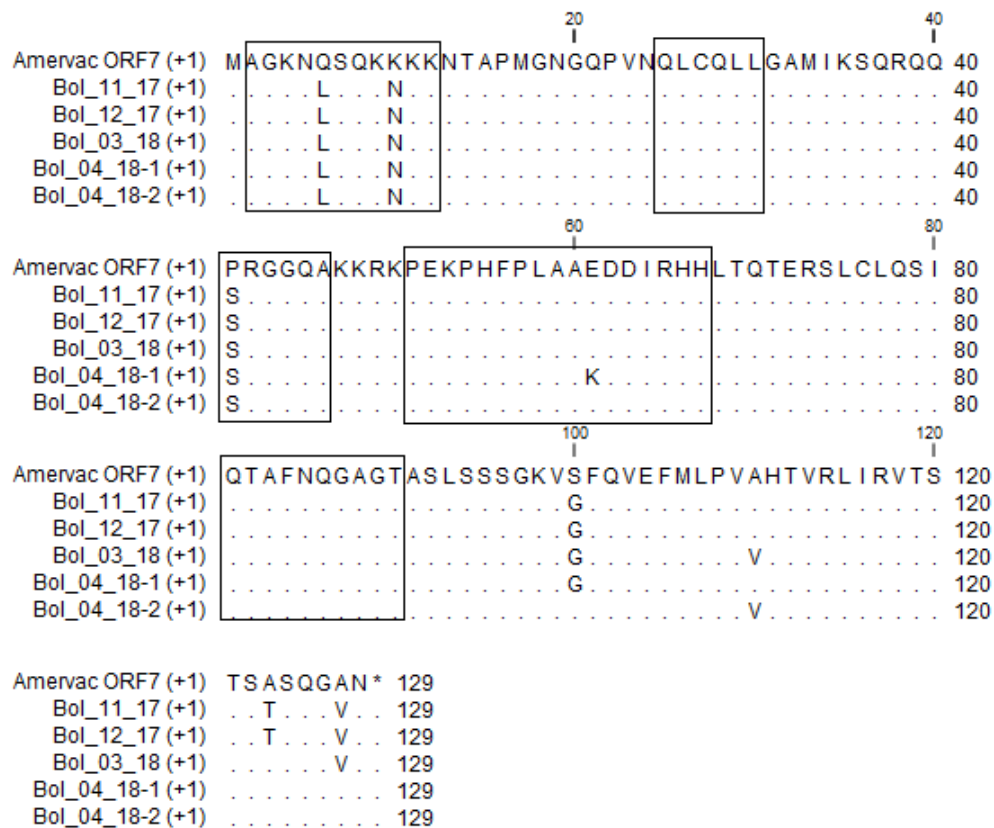 20 40
Amervac ORF7 (+1) MAGKNQSQKKKKNTAPMGNGQPVNQLCQLLGAMIKSQRQQ 40
Bol_11_17 (+1) .....L...N.............................. 40
Bol_12_17 (+1) .....L...N.............................. 40
Bol_03_18 (+1) .....L...N.............................. 40
Bol_04_18-1 (+1) .....L...N.............................. 40
Bol_04_18-2 (+1) .....L...N.............................. 40
60 80
Amervac ORF7 (+1) PRGGQAKKRKPEKPHFPLAAEDDIRHHLTQTERSLCLQSI 80
Bol_11_17 (+1) S....................................... 80
Bol_12_17 (+1) S....................................... 80
Bol_03_18 (+1) S....................................... 80
Bol_04_18-1 (+1) S...................K................... 80
Bol_04_18-2 (+1) S....................................... 80
100 120
Amervac ORF7 (+1) QTAFNQGAGTASLSSSGKVSFQVEFMLPVAHTVRLIRVTS 120
Bol_11_17 (+1) ...................G.................... 120
Bol_12_17 (+1) ...................G.................... 120
Bol_03_18 (+1) ...................G.........V.......... 120
Bol_04_18-1 (+1) ...................G.................... 120
Bol_04_18-2 (+1) .............................V.......... 120
Amervac ORF7 (+1) TSASQGAN* 129
Bol_11_17 (+1) ..T...V.. 129
Bol_12_17 (+1) ..T...V.. 129
Bol_03_18 (+1) ......V.. 129
Bol_04_18-1 (+1) ......... 129
Bol_04_18-2 (+1) ......... 129